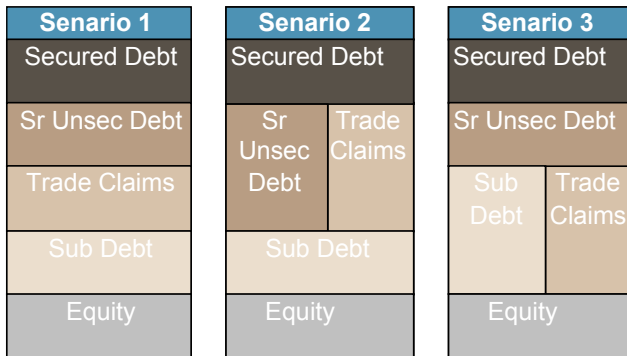 Senario 1
Secured Debt
Sr Unsec Debt
Trade Claims
Sub Debt
Equity
Senario 2
Secured Debt
Sr
Unsec
Debt
Trade
Claims
Sub Debt
Equity
Senario 3
Secured Debt
Sr Unsec Debt
Sub
Debt
Trade
Claims
Equity